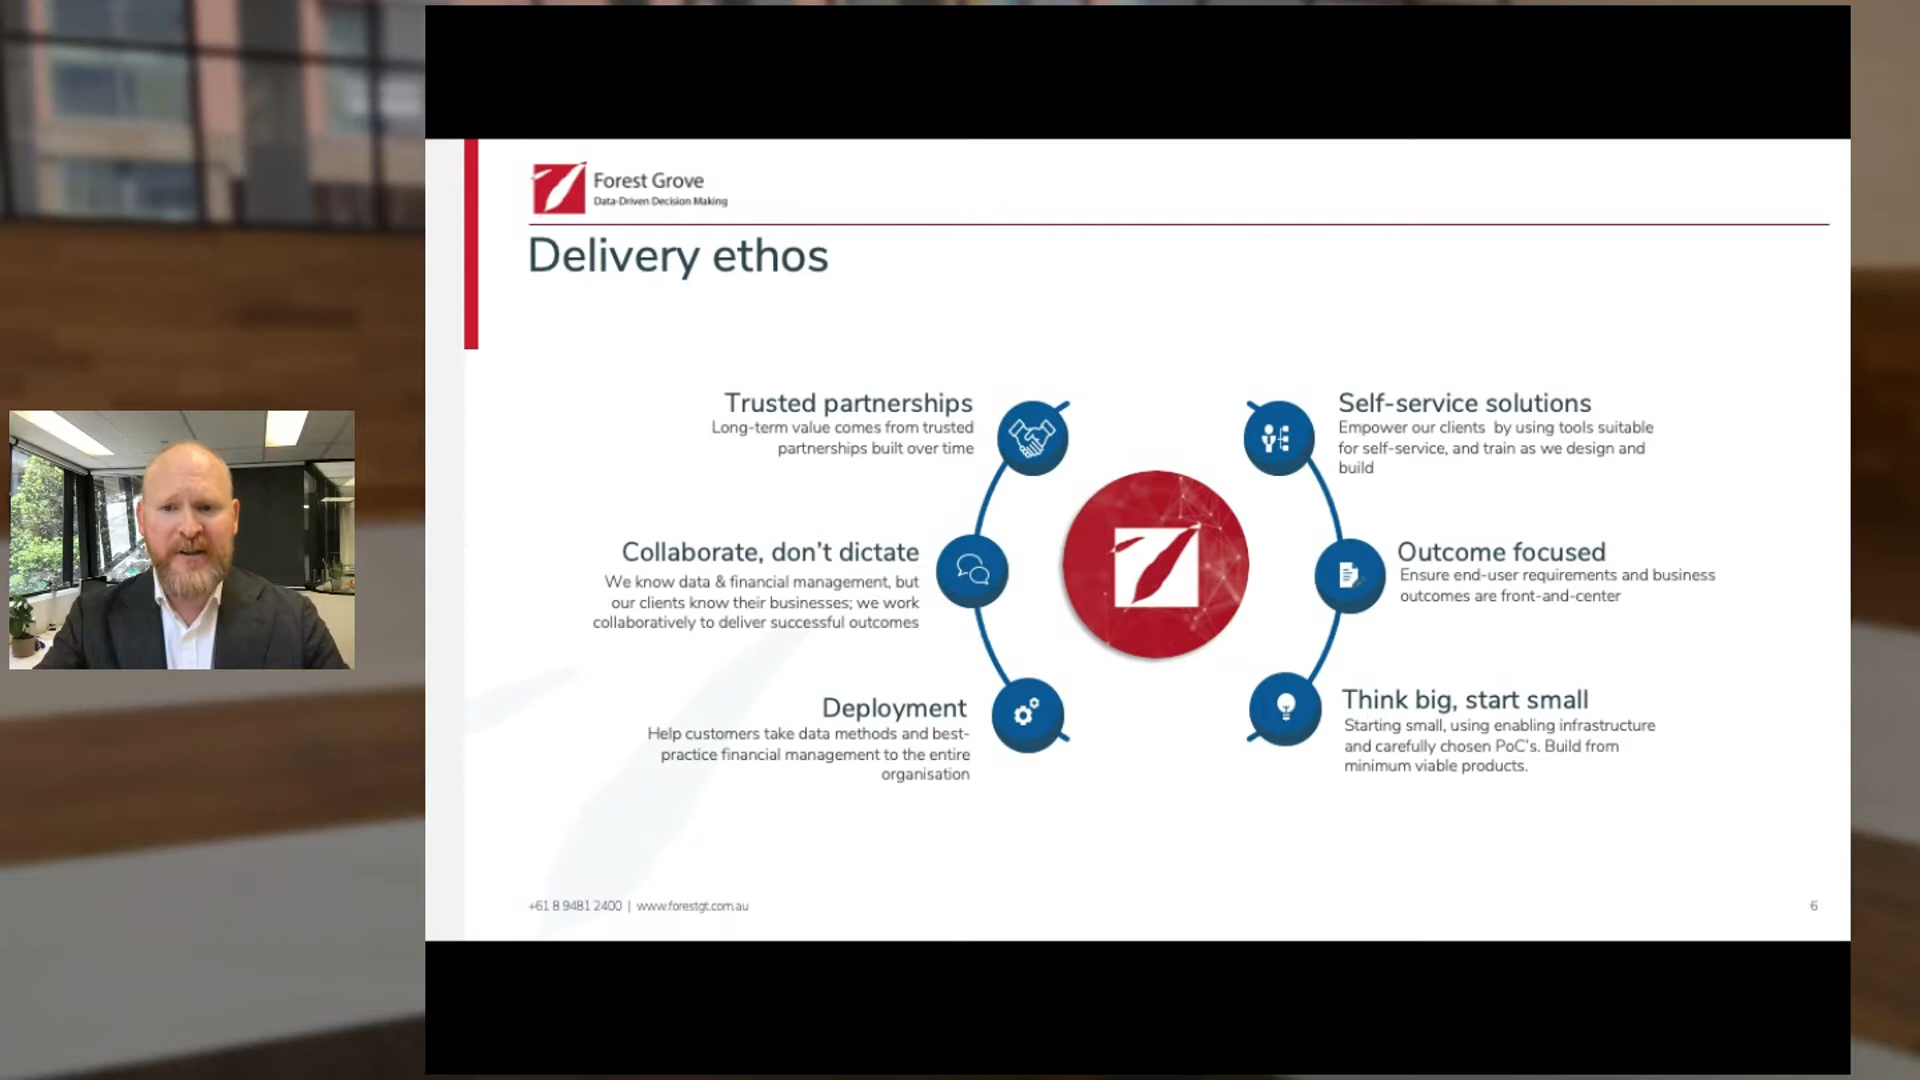 Forest Grove
Data-Driven Decision Making
Delivery ethos
Trusted partnerships
Long-term value comes from trusted
partnerships built over time
Collaborate, don’t dictate
We know data & financial management, but
our clients know their businesses; we work
collaboratively to deliver successful outcomes
Deployment
Help customers take data methods and best-
practice financial management to the entire
organisation
Self-service solutions
Empower our clients by using tools suitable
for self-service, and train as we design and
build
Outcome focused
Ensure end-user requirements and business
outcomes are front-and-center
Think big, start small
Starting small, using enabling infrastructure
and carefully chosen PoC’s. Build from
minimum viable products.
+61 8 9481 2400 | www.forestgt.com.au
6